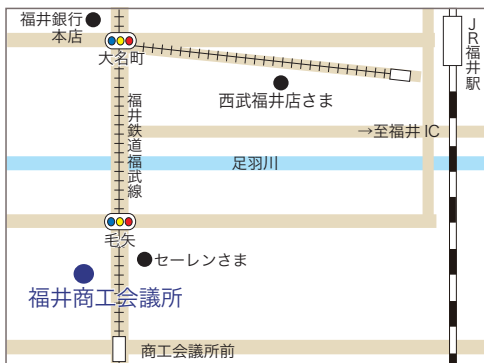 福井銀行
本店
大名町
JR福井駅
西武福井店さま
福井鉄道福武線
→至福井 IC
足羽川
毛矢
セーレンさま
福井商工会議所
商工会議所前